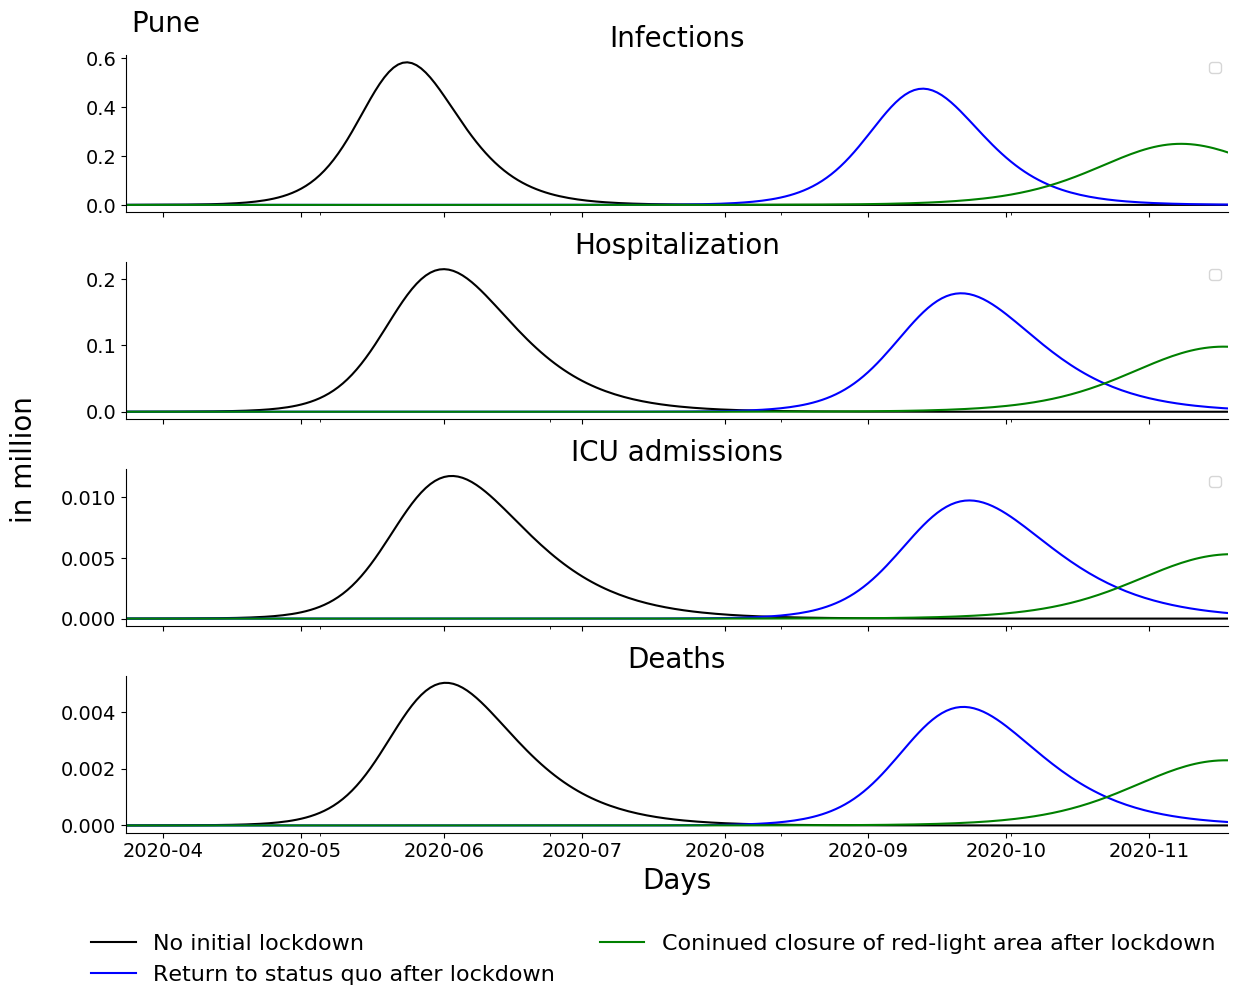 Pune
Infections
0.6
0.4
0.2
0.0
Hospitalization
0.2
0.1
0.0
in million
ICU admissions
0.010
0.005
0.000
Deaths
0.004
0.002
0.000
2020-04 2020-05 2020-06 2020-07 2020-08 2020-09 2020-10 2020-11
Days
No initial lockdown
Return to status quo after lockdown
Coninued closure of red-light area after lockdown